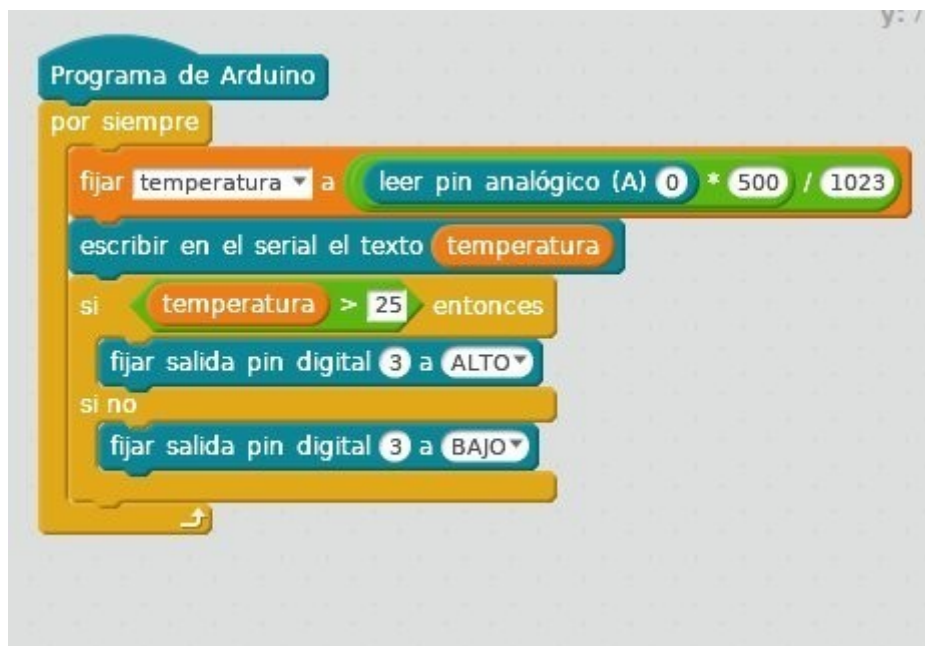 y: 7
Programa de Arduino
por siempre
fijar temperatura a leer pin analógico (A) 0 * 500 / 1023
escribir en el serial el texto temperatura
si temperatura > 25 entonces
fijar salida pin digital 3 a ALTO
si no
fijar salida pin digital 3 a BAJO